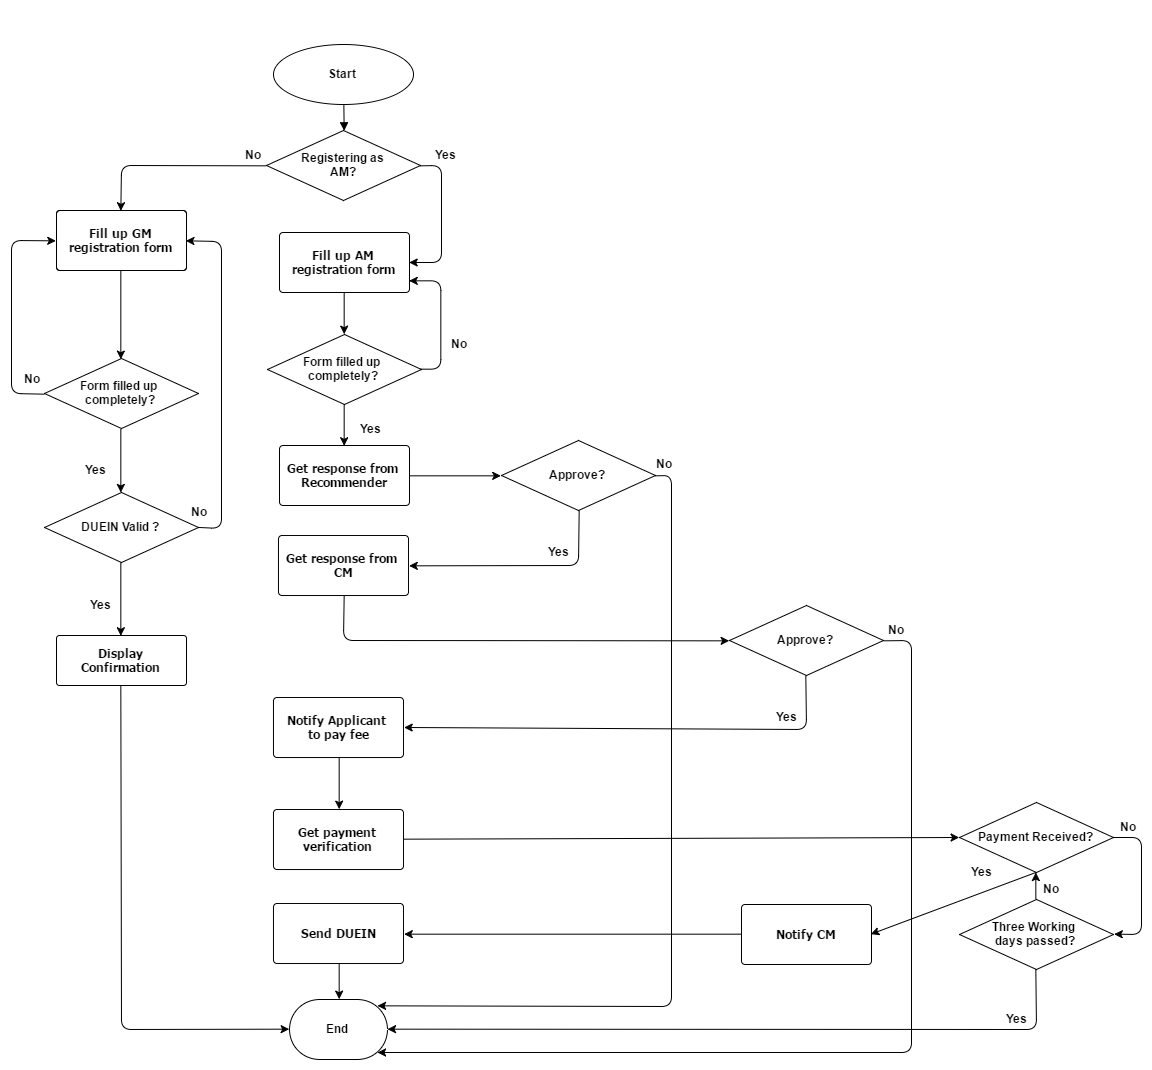 Start
No
Yes
Registering as
AM?
Fill up GM
registration form
Fill up AM
registration form
No
Form filled up
completely?
No
Form filled up
completely?
Yes
Yes
Get response from
Recommender
Approve?
No
DUEIN Valid ?
No
Yes
Get response from
CM
Yes
Display
Confirmation
Approve?
No
Yes
Notify Applicant
to pay fee
Get payment
verification
Payment Received?
No
Yes
No
Three Working
days passed?
Notify CM
Send DUEIN
Yes
End